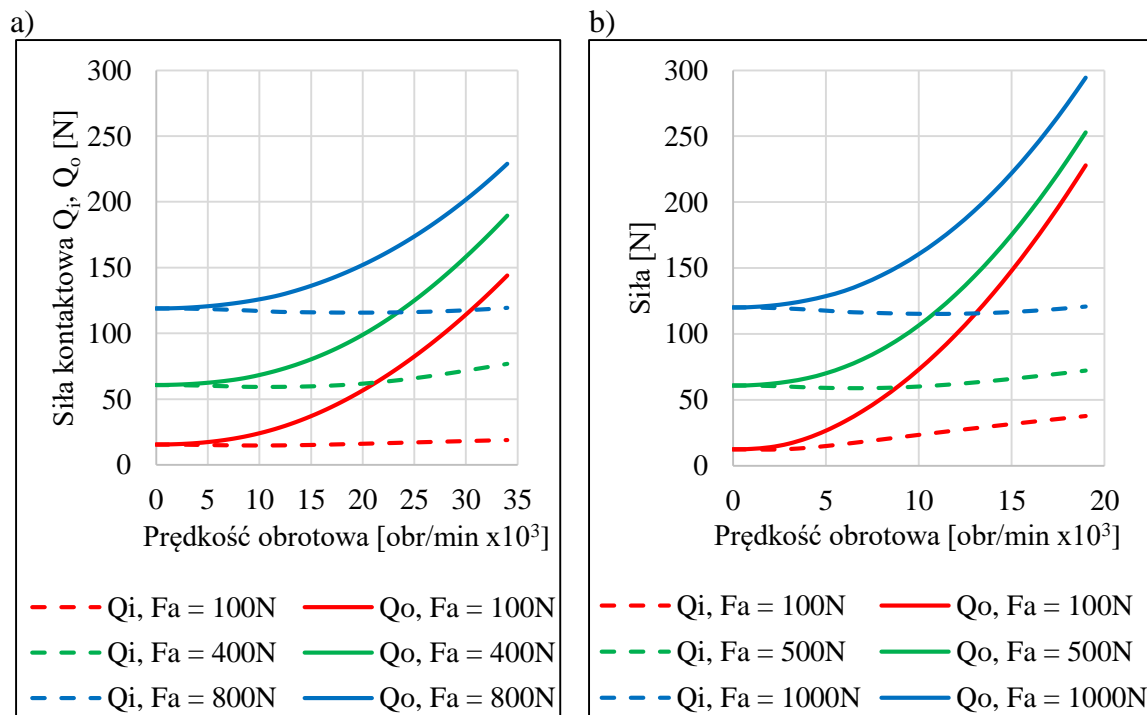 a)
Siła kontaktowa Qᵢ, Qₒ [N]
300
250
200
150
100
50
0
0 5 10 15 20 25 30 34 35
Prędkość obrotowa [obr/min x10³]
Qi, Fa = 100N Qo, Fa = 100N
Qi, Fa = 400N Qo, Fa = 400N
Qi, Fa = 800N Qo, Fa = 800N
b)
Siła [N]
300
250
200
150
100
50
0
0 5 10 15 20
Prędkość obrotowa [obr/min x10³]
Qi, Fa = 100N Qo, Fa = 100N
Qi, Fa = 500N Qo, Fa = 500N
Qi, Fa = 1000N Qo, Fa = 1000N